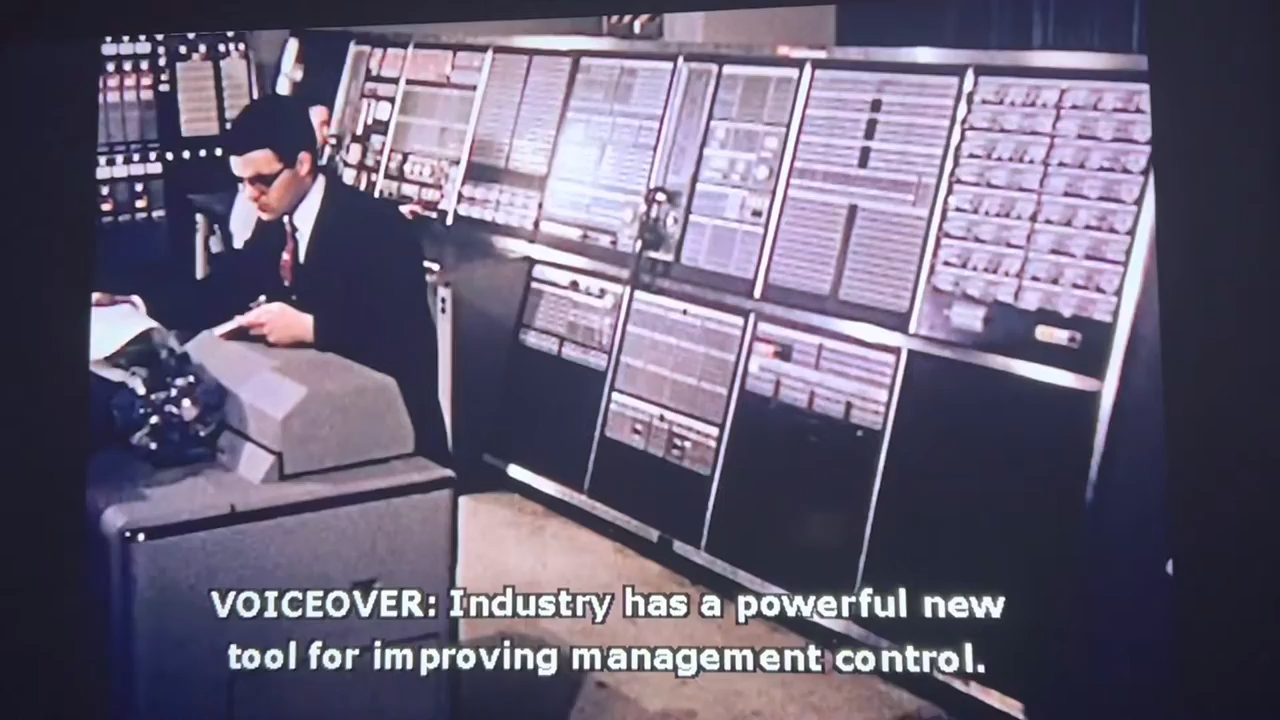 VOICEOVER: Industry has a powerful new
tool for improving management control.